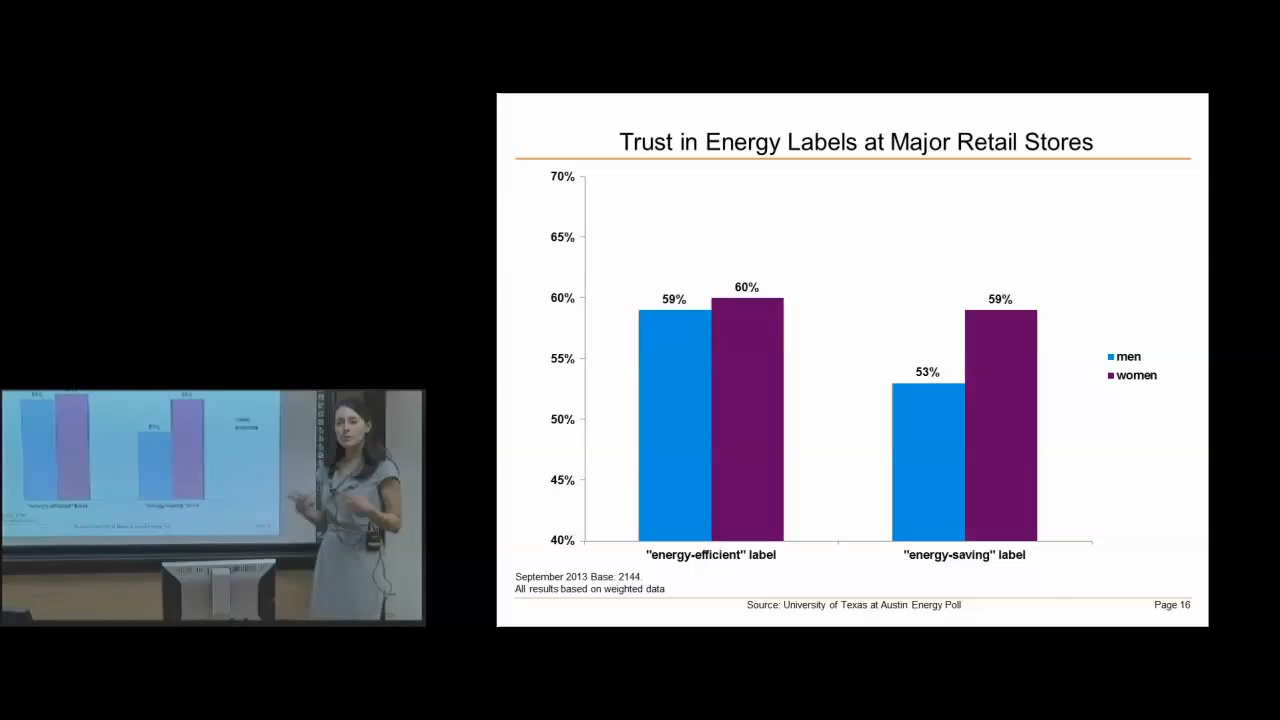 Trust in Energy Labels at Major Retail Stores
70%
65%
60%
55%
50%
45%
40%
59%
60%
53%
59%
men
women
"energy-efficient" label
"energy-saving" label
September 2013 Base: 2144.
All results based on weighted data
Source: University of Texas at Austin Energy Poll
Page 16